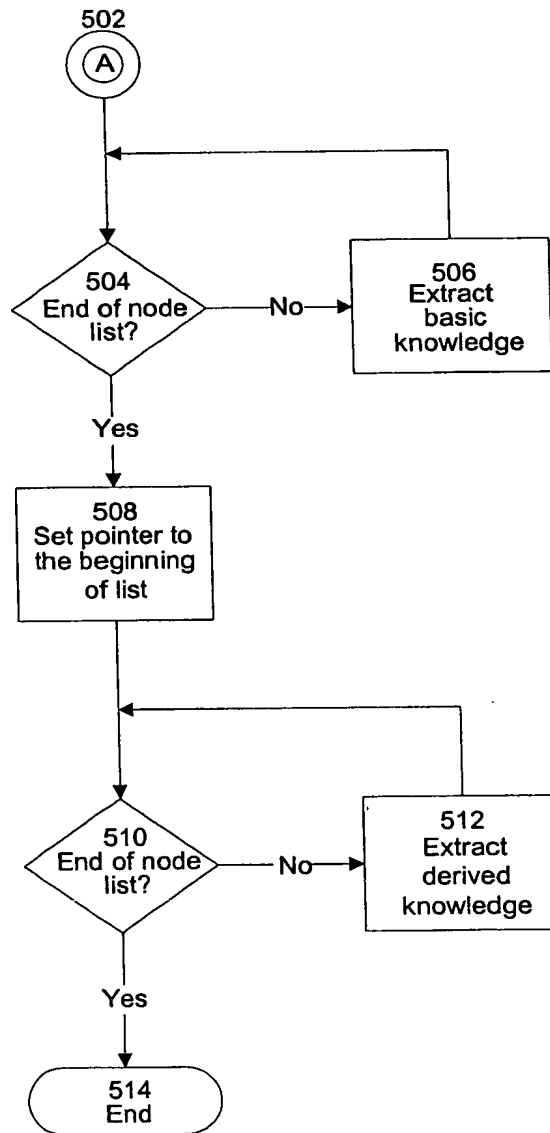 502
A
504
End of node
list?
No
506
Extract
basic
knowledge
Yes
508
Set pointer to
the beginning
of list
510
End of node
list?
No
512
Extract
derived
knowledge
Yes
514
End